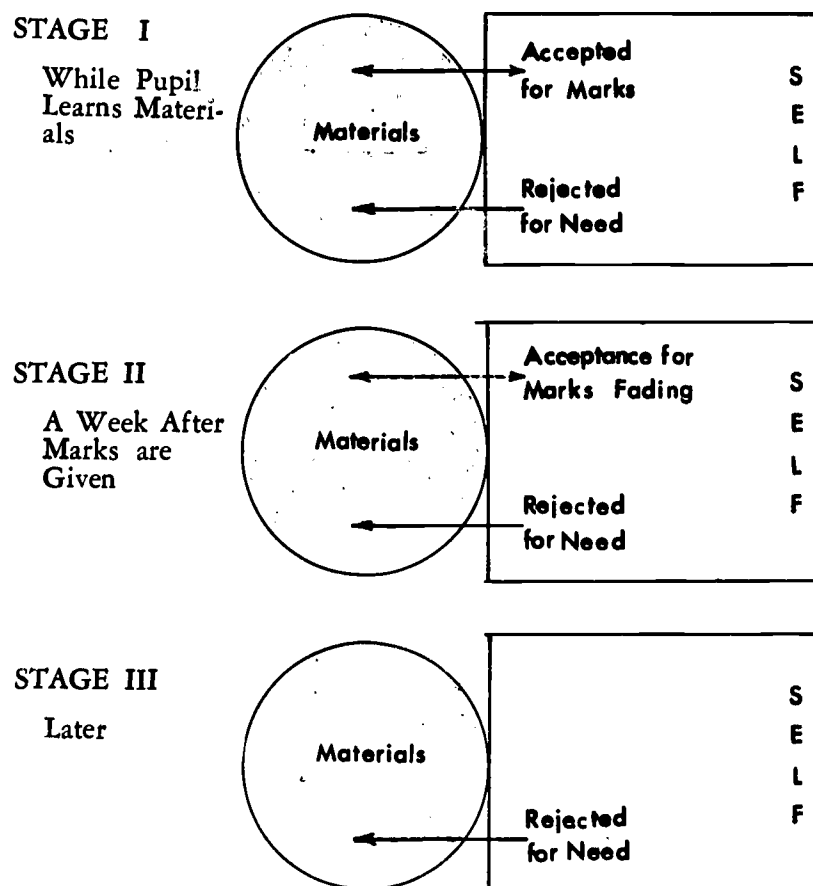 STAGE I
While Pupil
Learns Materi-
als
Materials
Accepted
for Marks
Rejected
for Need
S
E
L
F
STAGE II
A Week After
Marks are
Given
Materials
Acceptance for
Marks Fading
Rejected
for Need
S
E
L
F
STAGE III
Later
Materials
Rejected
for Need
S
E
L
F